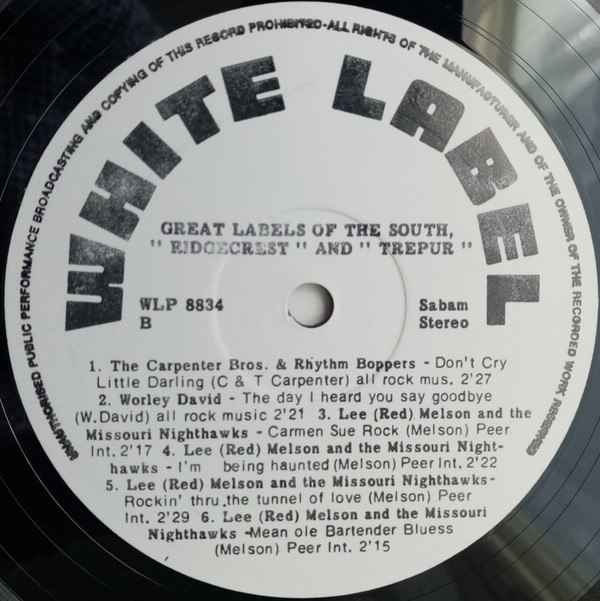 UNAUTHORISED PUBLIC PERFORMANCE BROADCASTING AND COPYING OF THIS RECORD PROHIBITED-ALL RIGHTS OF THE MANUFACTURER AND OF THE OWNER OF THE RECORDED WORK RESERVED
WHITE LABEL
GREAT LABELS OF THE SOUTH,
" RIDGECREST " AND " TREPUR "
WLP 8834
B
Sabam
Stereo
1. The Carpenter Bros. & Rhythm Boppers - Don't Cry
Little Darling (C & T Carpenter) all rock mus. 2'27
2. Worley David - The day I heard you say goodbye
(W.David) all rock music 2'21 3. Lee (Red) Melson and the
Missouri Nighthawks - Carmen Sue Rock (Melson) Peer
Int. 2'17 4. Lee (Red) Melson and the Missouri Night-
hawks - I'm being haunted (Melson) Peer Int. 2'22
5. Lee (Red) Melson and the Missouri Nighthawks-
Rockin' thru the tunnel of love (Melson) Peer
Int. 2'29 6. Lee (Red) Melson and the Missouri
Nighthawks -Mean ole Bartender Bluess
(Melson) Peer Int. 2'15